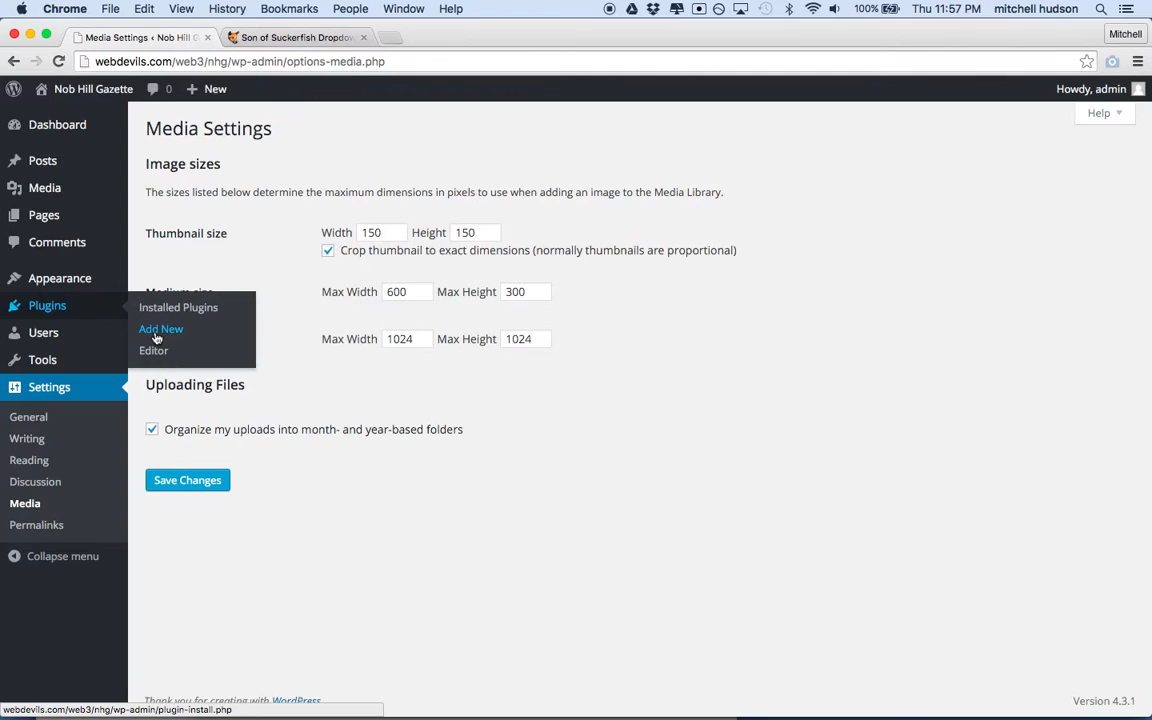 Chrome File Edit View History Bookmarks People Window Help 100% Thu 11:57 PM mitchell hudson
Media Settings ‹ Nob Hill G Son of Suckerfish Dropdow Mitchell
webdevils.com/web3/nhg/wp-admin/options-media.php
Nob Hill Gazette 0 + New Howdy, admin
Help
Dashboard
Posts
Media
Pages
Comments
Appearance
Plugins
Installed Plugins
Add New
Editor
Users
Tools
Settings
General
Writing
Reading
Discussion
Media
Permalinks
Collapse menu
Media Settings
Image sizes
The sizes listed below determine the maximum dimensions in pixels to use when adding an image to the Media Library.
Thumbnail size Width 150 Height 150
Crop thumbnail to exact dimensions (normally thumbnails are proportional)
Medium size Max Width 600 Max Height 300
Max Width 1024 Max Height 1024
Uploading Files
Organize my uploads into month- and year-based folders
Save Changes
Thank you for creating with WordPress Version 4.3.1
webdevils.com/web3/nhg/wp-admin/plugin-install.php